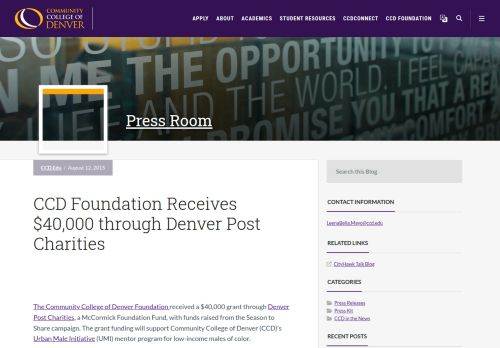 COMMUNITY
COLLEGE OF
DENVER
APPLY ABOUT ACADEMICS STUDENT RESOURCES CCDCONNECT CCD FOUNDATION
SO STUPID
ME THE OPPORTUNITY
LIFE AND THE WORLD. I FEEL
PROMISE YOU THAT A
Press Room
CCD.Edu / August 12, 2015
CCD Foundation Receives
$40,000 through Denver Post
Charities
The Community College of Denver Foundation received a $40,000 grant through Denver
Post Charities, a McCormick Foundation Fund, with funds raised from the Season to
Share campaign. The grant funding will support Community College of Denver (CCD)'s
Urban Male Initiative (UMI) mentor program for low-income males of color.
Search this Blog
CONTACT INFORMATION
LeenaBella.Mayo@ccd.edu
RELATED LINKS
CityHawk Talk Blog
CATEGORIES
Press Releases
Press Kit
CCD in the News
RECENT POSTS